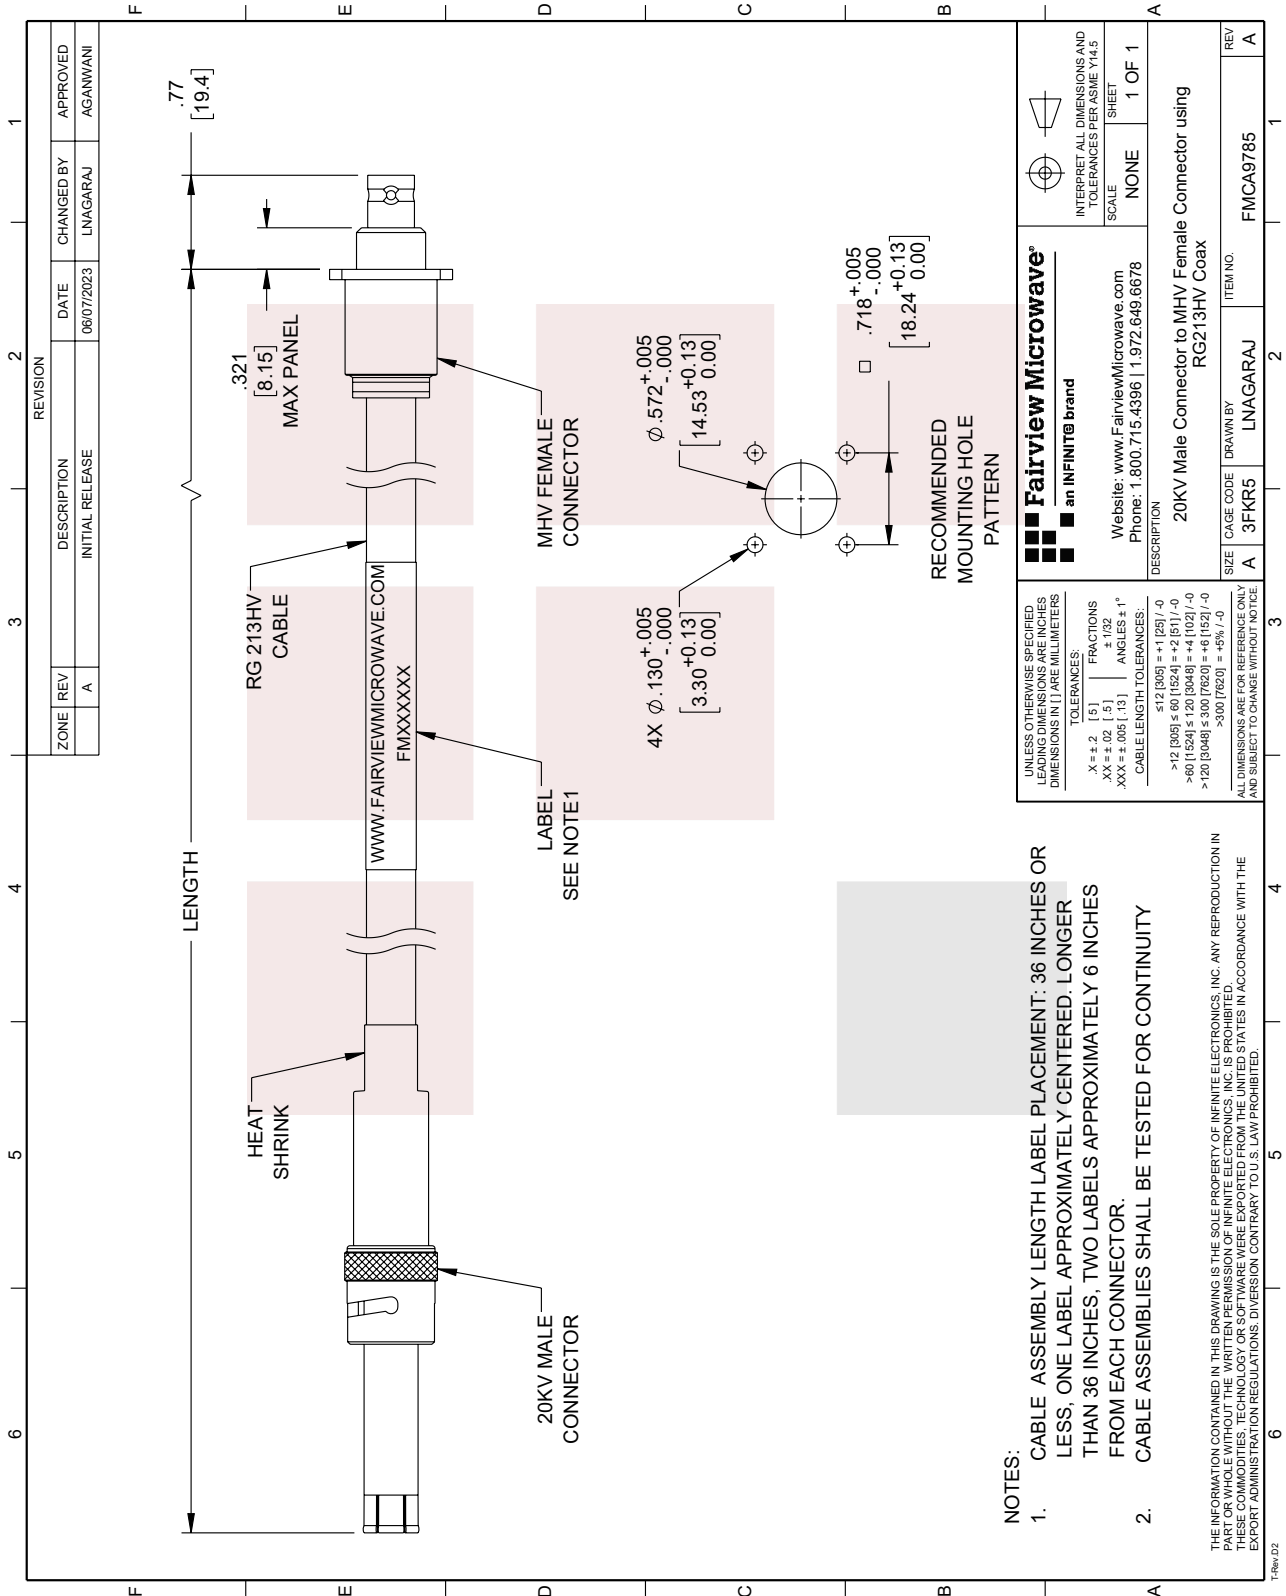 REVISION
ZONE REV DESCRIPTION DATE CHANGED BY APPROVED
A INITIAL RELEASE 06/07/2023 LNAGARAJ AGANWANI
6 5 4 3 2 1
F
E
D
C
B
A
LENGTH
.77
[19.4]
.321
[8.15]
MAX PANEL
HEAT
SHRINK
RG 213HV
CABLE
WWW.FAIRVIEWMICROWAVE.COM
FMXXXXXX
20KV MALE
CONNECTOR
LABEL
SEE NOTE1
MHV FEMALE
CONNECTOR
4X ⌀.130 +.005 -.000
[3.30 +0.13 0.00]
⌀.572 +.005 -.000
[14.53 +0.13 0.00]
□ .718 +.005 -.000
[18.24 +0.13 0.00]
RECOMMENDED
MOUNTING HOLE
PATTERN
NOTES:
1. CABLE ASSEMBLY LENGTH LABEL PLACEMENT: 36 INCHES OR
LESS, ONE LABEL APPROXIMATELY CENTERED. LONGER
THAN 36 INCHES, TWO LABELS APPROXIMATELY 6 INCHES
FROM EACH CONNECTOR.
2. CABLE ASSEMBLIES SHALL BE TESTED FOR CONTINUITY
THE INFORMATION CONTAINED IN THIS DRAWING IS THE SOLE PROPERTY OF INFINITE ELECTRONICS, INC. ANY REPRODUCTION IN
PART OR WHOLE WITHOUT THE WRITTEN PERMISSION OF INFINITE ELECTRONICS, INC. IS PROHIBITED.
THESE COMMODITIES, TECHNOLOGY OR SOFTWARE WERE EXPORTED FROM THE UNITED STATES IN ACCORDANCE WITH THE
EXPORT ADMINISTRATION REGULATIONS. DIVERSION CONTRARY TO U.S. LAW PROHIBITED.
UNLESS OTHERWISE SPECIFIED
LEADING DIMENSIONS ARE INCHES
DIMENSIONS IN [ ] ARE MILLIMETERS
TOLERANCES:
.X = ± .2 [ 5] FRACTIONS
.XX = ± .02 [.5] ± 1/32
.XXX = ± .005 [ .13] ANGLES ± 1°
CABLE LENGTH TOLERANCES:
≤12 [305] = +1 [25] / -0
>12 [305] ≤ 60 [1524] = +2 [51] / -0
>60 [1524] ≤ 120 [3048] = +4 [102] / -0
>120 [3048] ≤ 300 [7620] = +6 [152] / -0
>300 [7620] = +5% / -0
ALL DIMENSIONS ARE FOR REFERENCE ONLY
AND SUBJECT TO CHANGE WITHOUT NOTICE.
Fairview Microwave®
an INFINIT® brand
Website: www.FairviewMicrowave.com
Phone: 1.800.715.4396 | 1.972.649.6678
INTERPRET ALL DIMENSIONS AND
TOLERANCES PER ASME Y14.5
SCALE NONE
SHEET 1 OF 1
DESCRIPTION
20KV Male Connector to MHV Female Connector using
RG213HV Coax
SIZE A
CAGE CODE 3FKR5
DRAWN BY LNAGARAJ
ITEM NO. FMCA9785
REV A
T-Rev.D2
6 5 4 3 2 1
F
E
D
C
B
A